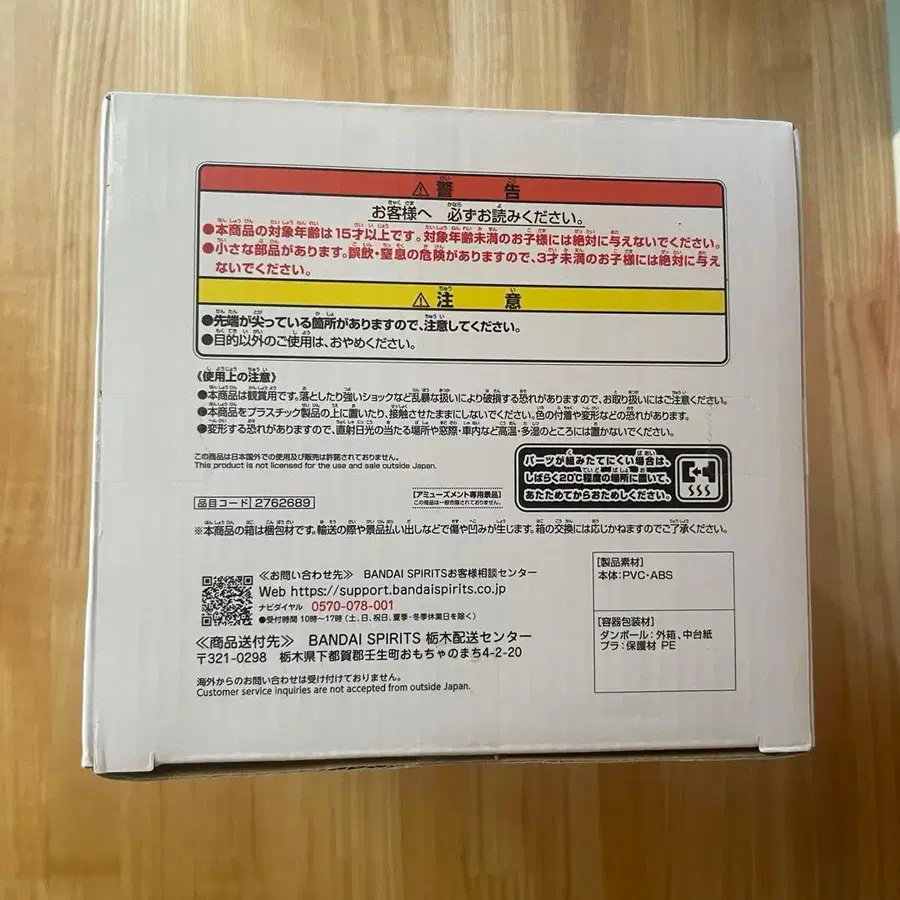 ⚠警告
お客様へ 必ずお読みください。
●本商品の対象年齢は15才以上です。対象年齢未満のお子様には絶対に与えないでください。
●小さな部品があります。誤飲・窒息の危険がありますので、3才未満のお子様には絶対に与え
ないでください。
⚠注意
●先端が尖っている箇所がありますので、注意してください。
●目的以外のご使用は、おやめください。
《使用上の注意》
●本商品は観賞用です。落としたり強いショックなど乱暴な扱いにより破損する恐れがありますので、お取り扱いにはご注意ください。
●本商品をプラスチック製品の上に置いたり、接触させたままにしないでください。色の付着や変形などの恐れがあります。
●変形する恐れがありますので、直射日光の当たる場所や窓際・車内など高温・多湿のところには置かないでください。
この商品は日本国外での使用及び販売は許諾されておりません。
This product is not licensed for the use and sale outside Japan.
パーツが組みたてにくい場合は、
しばらく20℃程度の場所に置いて、
あたためてからおためしください。
品目コード 2762689
[アミューズメント専用景品]
この商品は一般市販されておりません。
※本商品の箱は梱包材です。輸送の際や景品払い出しなどで傷や凹みが生じます。箱の交換には応じかねますのでご了承ください。
≪お問い合わせ先≫ BANDAI SPIRITSお客様相談センター
Web https://support.bandaispirits.co.jp
ナビダイヤル 0570-078-001
●受付時間 10時〜17時 (土、日、祝日、夏季・冬季休業日を除く)
≪商品送付先≫ BANDAI SPIRITS 栃木配送センター
〒321-0298 栃木県下都賀郡壬生町おもちゃのまち4-2-20
海外からのお問い合わせは受け付けておりません。
Customer service inquiries are not accepted from outside Japan.
[製品素材]
本体:PVC・ABS
[容器包装材]
ダンボール:外箱、中台紙
プラ:保護材 PE